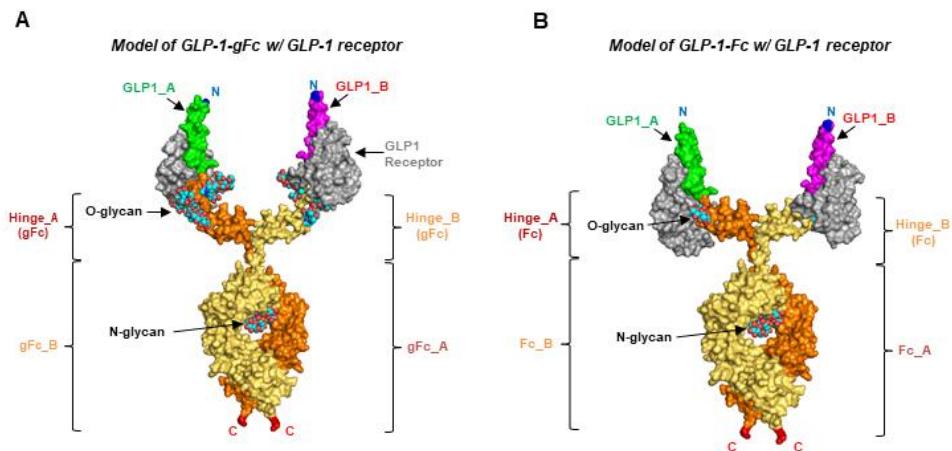 A
Model of GLP-1-gFc w/ GLP-1 receptor
GLP1_A
N
N
GLP1_B
GLP1
Receptor
O-glycan
Hinge_A
(gFc)
Hinge_B
(gFc)
N-glycan
gFc_B
gFc_A
C
C
B
Model of GLP-1-Fc w/ GLP-1 receptor
GLP1_A
N
N
GLP1_B
O-glycan
Hinge_A
(Fc)
Hinge_B
(Fc)
N-glycan
Fc_B
Fc_A
C
C